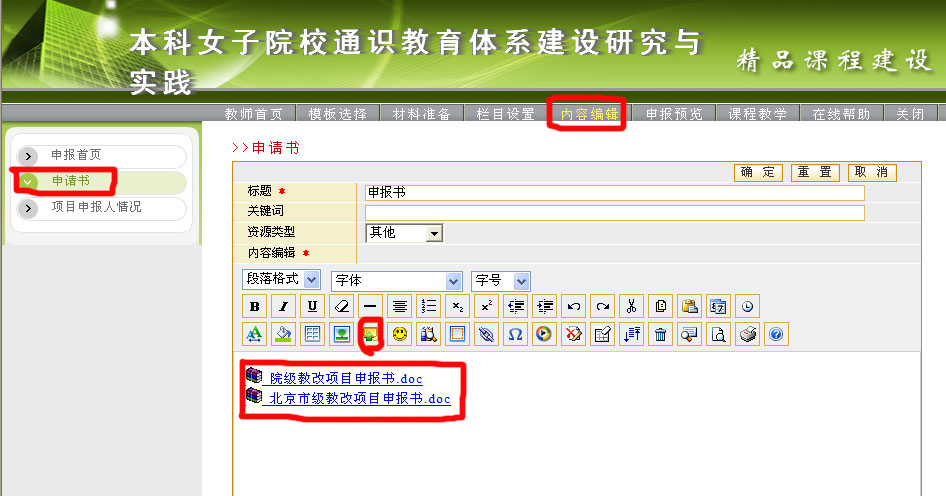 本科女子院校通识教育体系建设研究与
实践
精品课程建设
教师首页 模板选择 材料准备 栏目设置 内容编辑 申报预览 课程教学 在线帮助 关闭
申报首页
申请书
项目申报人情况
>>申请书
确 定 重 置 取 消
标题 * 申报书
关键词
资源类型 其他
内容编辑 *
段落格式 字体 字号
B I U
院级教改项目申报书.doc
北京市级教改项目申报书.doc